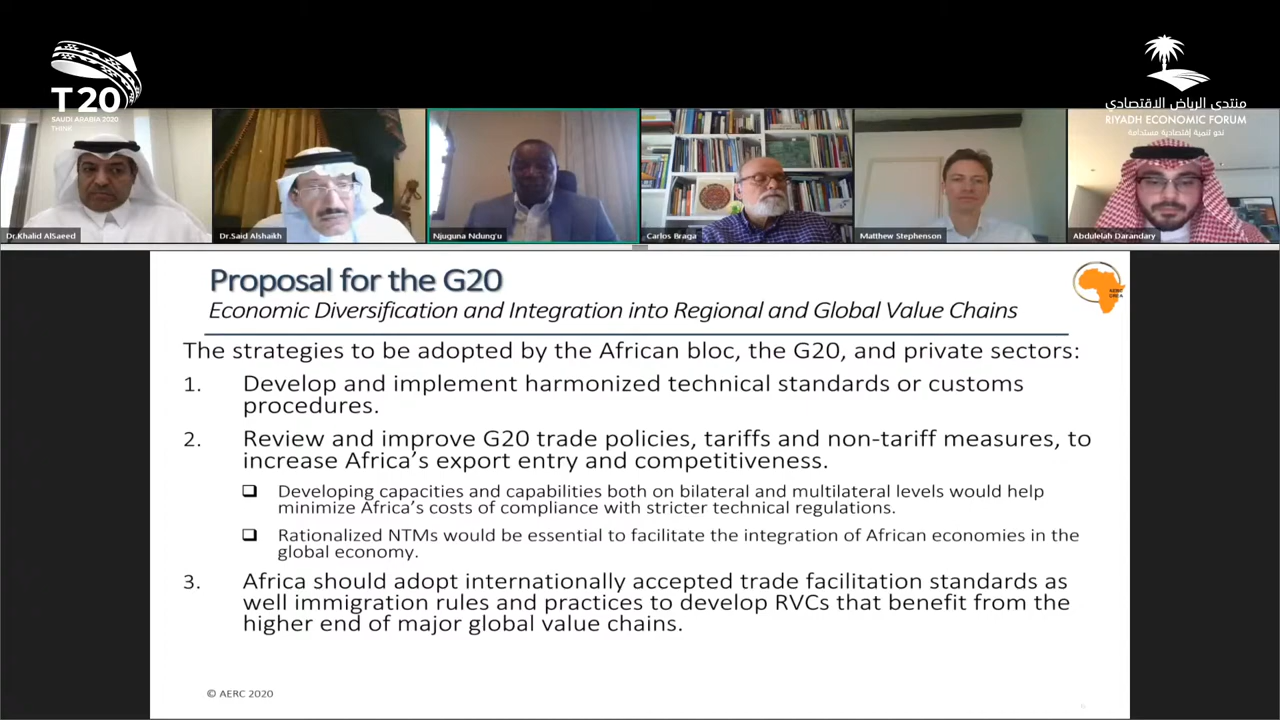 T20
SAUDI ARABIA 2020
THINK
منتدى الرياض الاقتصادي
RIYADH ECONOMIC FORUM
نحو تنمية إقتصادية مستدامة
Dr.Khalid AlSaeed
Dr.Said Alshaikh
Njuguna Ndung'u
Carlos Braga
Matthew Stephenson
Abdulelah Darandary
Proposal for the G20
Economic Diversification and Integration into Regional and Global Value Chains
AERC
CREA
The strategies to be adopted by the African bloc, the G20, and private sectors:
1. Develop and implement harmonized technical standards or customs
procedures.
2. Review and improve G20 trade policies, tariffs and non-tariff measures, to
increase Africa's export entry and competitiveness.
❑ Developing capacities and capabilities both on bilateral and multilateral levels would help
minimize Africa's costs of compliance with stricter technical regulations.
❑ Rationalized NTMs would be essential to facilitate the integration of African economies in the
global economy.
3. Africa should adopt internationally accepted trade facilitation standards as
well immigration rules and practices to develop RVCs that benefit from the
higher end of major global value chains.
© AERC 2020